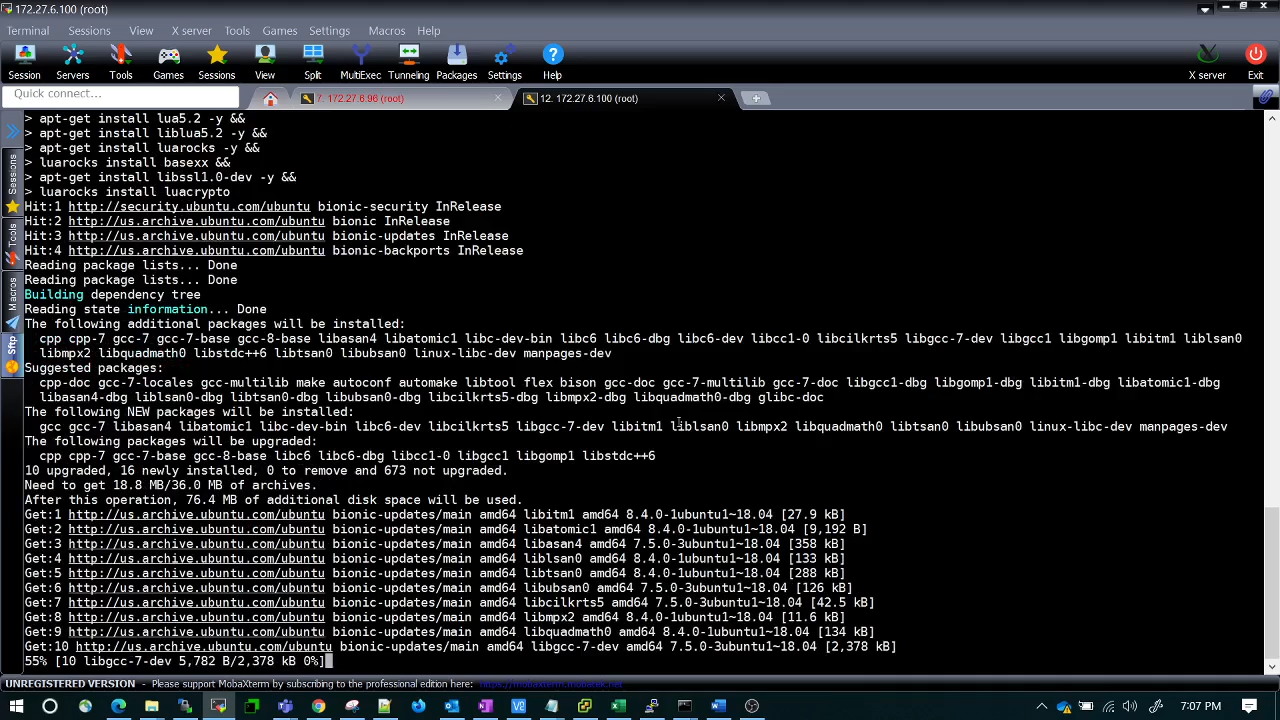 172.27.6.100 (root)
Terminal Sessions View X server Tools Games Settings Macros Help
Session Servers Tools Games Sessions View Split MultiExec Tunneling Packages Settings Help X server Exit
Quick connect... 7. 172.27.6.96 (root) 12. 172.27.6.100 (root)
Sessions
Tools
Macros
Sftp
> apt-get install lua5.2 -y &&
> apt-get install liblua5.2 -y &&
> apt-get install luarocks -y &&
> luarocks install basexx &&
> apt-get install libssl1.0-dev -y &&
> luarocks install luacrypto
Hit:1 http://security.ubuntu.com/ubuntu bionic-security InRelease
Hit:2 http://us.archive.ubuntu.com/ubuntu bionic InRelease
Hit:3 http://us.archive.ubuntu.com/ubuntu bionic-updates InRelease
Hit:4 http://us.archive.ubuntu.com/ubuntu bionic-backports InRelease
Reading package lists... Done
Reading package lists... Done
Building dependency tree
Reading state information... Done
The following additional packages will be installed:
cpp cpp-7 gcc-7 gcc-7-base gcc-8-base libasan4 libatomic1 libc-dev-bin libc6 libc6-dbg libc6-dev libcc1-0 libcilkrts5 libgcc-7-dev libgcc1 libgomp1 libitm1 liblsan0
libmpx2 libquadmath0 libstdc++6 libtsan0 libubsan0 linux-libc-dev manpages-dev
Suggested packages:
cpp-doc gcc-7-locales gcc-multilib make autoconf automake libtool flex bison gcc-doc gcc-7-multilib gcc-7-doc libgcc1-dbg libgomp1-dbg libitm1-dbg libatomic1-dbg
libasan4-dbg liblsan0-dbg libtsan0-dbg libubsan0-dbg libcilkrts5-dbg libmpx2-dbg libquadmath0-dbg glibc-doc
The following NEW packages will be installed:
gcc gcc-7 libasan4 libatomic1 libc-dev-bin libc6-dev libcilkrts5 libgcc-7-dev libitm1 liblsan0 libmpx2 libquadmath0 libtsan0 libubsan0 linux-libc-dev manpages-dev
The following packages will be upgraded:
cpp cpp-7 gcc-7-base gcc-8-base libc6 libc6-dbg libcc1-0 libgcc1 libgomp1 libstdc++6
10 upgraded, 16 newly installed, 0 to remove and 673 not upgraded.
Need to get 18.8 MB/36.0 MB of archives.
After this operation, 76.4 MB of additional disk space will be used.
Get:1 http://us.archive.ubuntu.com/ubuntu bionic-updates/main amd64 libitm1 amd64 8.4.0-1ubuntu1~18.04 [27.9 kB]
Get:2 http://us.archive.ubuntu.com/ubuntu bionic-updates/main amd64 libatomic1 amd64 8.4.0-1ubuntu1~18.04 [9,192 B]
Get:3 http://us.archive.ubuntu.com/ubuntu bionic-updates/main amd64 libasan4 amd64 7.5.0-3ubuntu1~18.04 [358 kB]
Get:4 http://us.archive.ubuntu.com/ubuntu bionic-updates/main amd64 liblsan0 amd64 8.4.0-1ubuntu1~18.04 [133 kB]
Get:5 http://us.archive.ubuntu.com/ubuntu bionic-updates/main amd64 libtsan0 amd64 8.4.0-1ubuntu1~18.04 [288 kB]
Get:6 http://us.archive.ubuntu.com/ubuntu bionic-updates/main amd64 libubsan0 amd64 7.5.0-3ubuntu1~18.04 [126 kB]
Get:7 http://us.archive.ubuntu.com/ubuntu bionic-updates/main amd64 libcilkrts5 amd64 7.5.0-3ubuntu1~18.04 [42.5 kB]
Get:8 http://us.archive.ubuntu.com/ubuntu bionic-updates/main amd64 libmpx2 amd64 8.4.0-1ubuntu1~18.04 [11.6 kB]
Get:9 http://us.archive.ubuntu.com/ubuntu bionic-updates/main amd64 libquadmath0 amd64 8.4.0-1ubuntu1~18.04 [134 kB]
Get:10 http://us.archive.ubuntu.com/ubuntu bionic-updates/main amd64 libgcc-7-dev amd64 7.5.0-3ubuntu1~18.04 [2,378 kB]
55% [10 libgcc-7-dev 5,782 B/2,378 kB 0%]
UNREGISTERED VERSION - Please support MobaXterm by subscribing to the professional edition here: https://mobaxterm.mobatek.net
7:07 PM